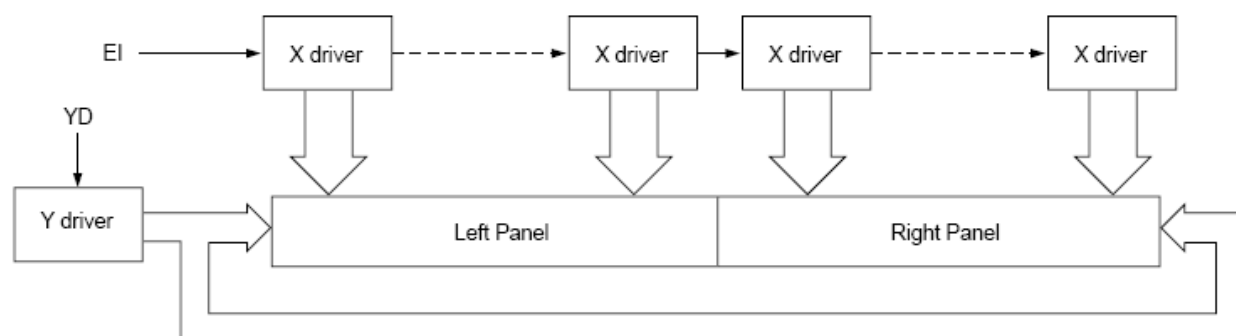 EI
X driver
X driver
X driver
X driver
YD
Y driver
Left Panel
Right Panel